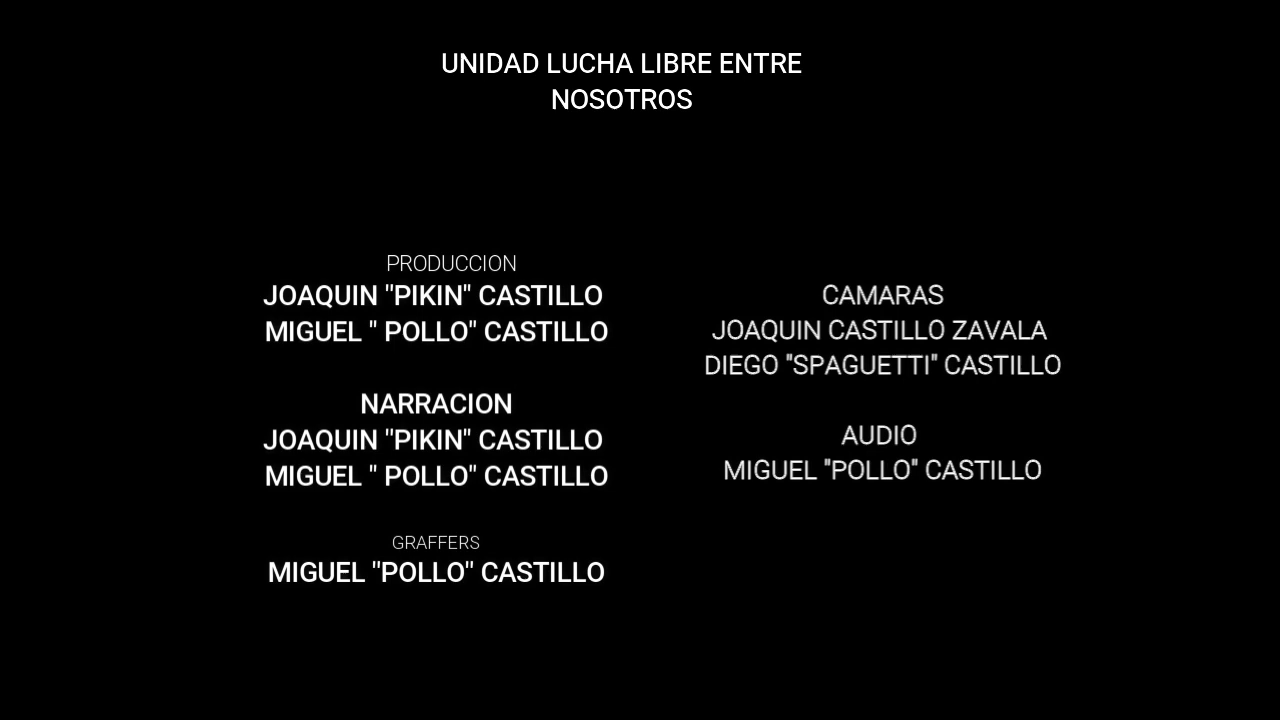 UNIDAD LUCHA LIBRE ENTRE
NOSOTROS
PRODUCCION
JOAQUIN "PIKIN" CASTILLO
MIGUEL " POLLO" CASTILLO
NARRACION
JOAQUIN "PIKIN" CASTILLO
MIGUEL " POLLO" CASTILLO
GRAFFERS
MIGUEL "POLLO" CASTILLO
CAMARAS
JOAQUIN CASTILLO ZAVALA
DIEGO "SPAGUETTI" CASTILLO
AUDIO
MIGUEL "POLLO" CASTILLO